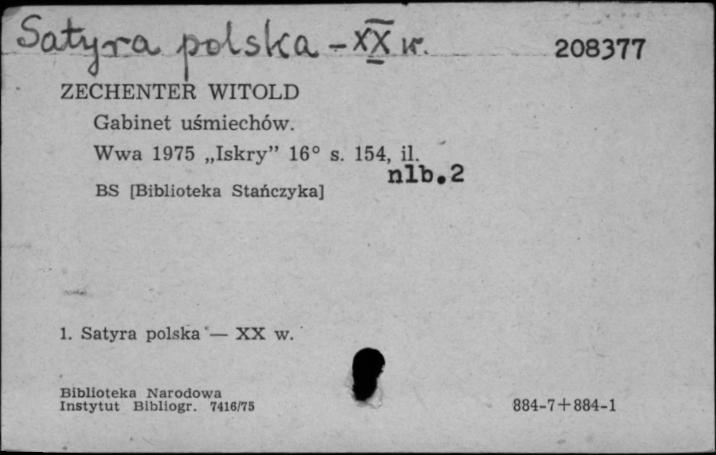 Satyra polska - XX w. 208377
ZECHENTER WITOLD
Gabinet uśmiechów.
Wwa 1975 „Iskry” 16° s. 154, il.
nlb.2
BS [Biblioteka Stańczyka]
1. Satyra polska — XX w.
Biblioteka Narodowa
Instytut Bibliogr. 7416/75 884-7+884-1